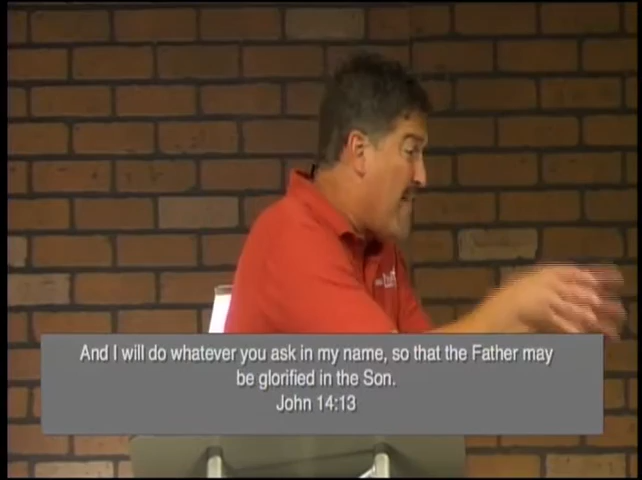 And I will do whatever you ask in my name, so that the Father may
be glorified in the Son.
John 14:13